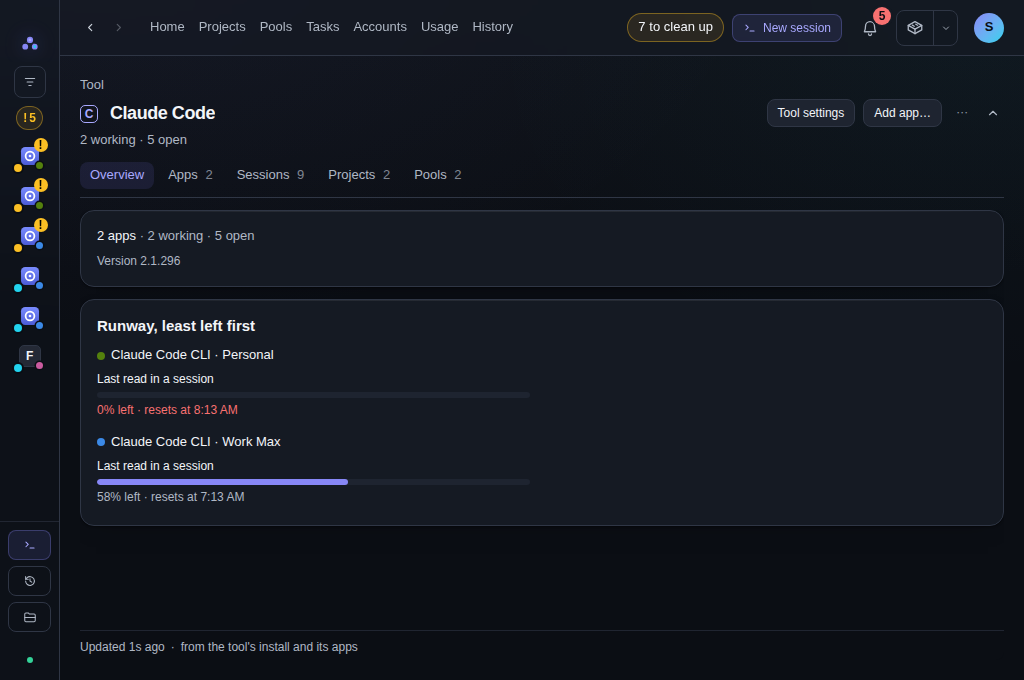 Home Projects Pools Tasks Accounts Usage History
7 to clean up
New session
5
S
! 5
!
!
!
F
Tool
C Claude Code
Tool settings
Add app…
2 working · 5 open
Overview Apps 2 Sessions 9 Projects 2 Pools 2
2 apps · 2 working · 5 open
Version 2.1.296
Runway, least left first
Claude Code CLI · Personal
Last read in a session
0% left · resets at 8:13 AM
Claude Code CLI · Work Max
Last read in a session
58% left · resets at 7:13 AM
Updated 1s ago · from the tool's install and its apps